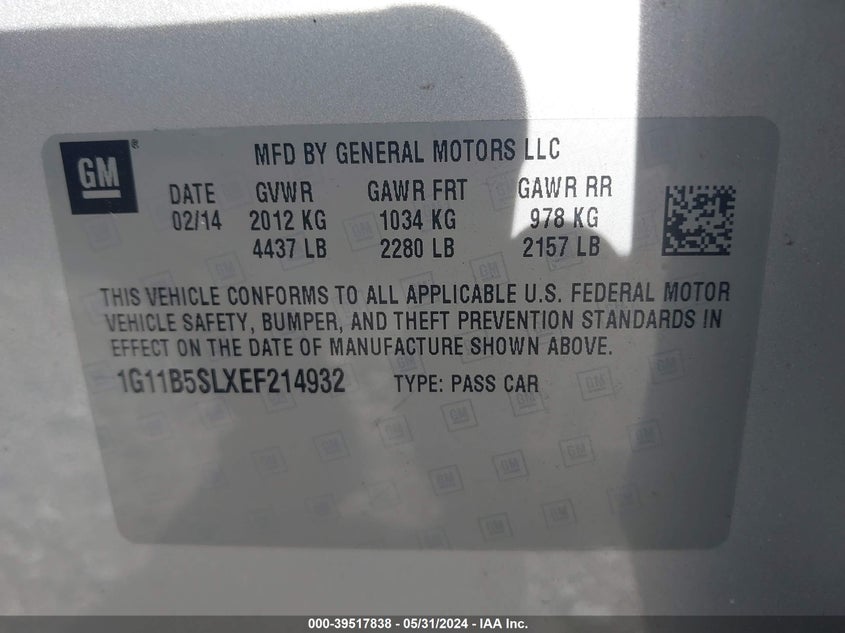 GM ®
MFD BY GENERAL MOTORS LLC
DATE GVWR GAWR FRT GAWR RR
02/14 2012 KG 1034 KG 978 KG
4437 LB 2280 LB 2157 LB
THIS VEHICLE CONFORMS TO ALL APPLICABLE U.S. FEDERAL MOTOR
VEHICLE SAFETY, BUMPER, AND THEFT PREVENTION STANDARDS IN
EFFECT ON THE DATE OF MANUFACTURE SHOWN ABOVE.
1G11B5SLXEF214932 TYPE: PASS CAR
000-39517838 - 05/31/2024 - IAA Inc.